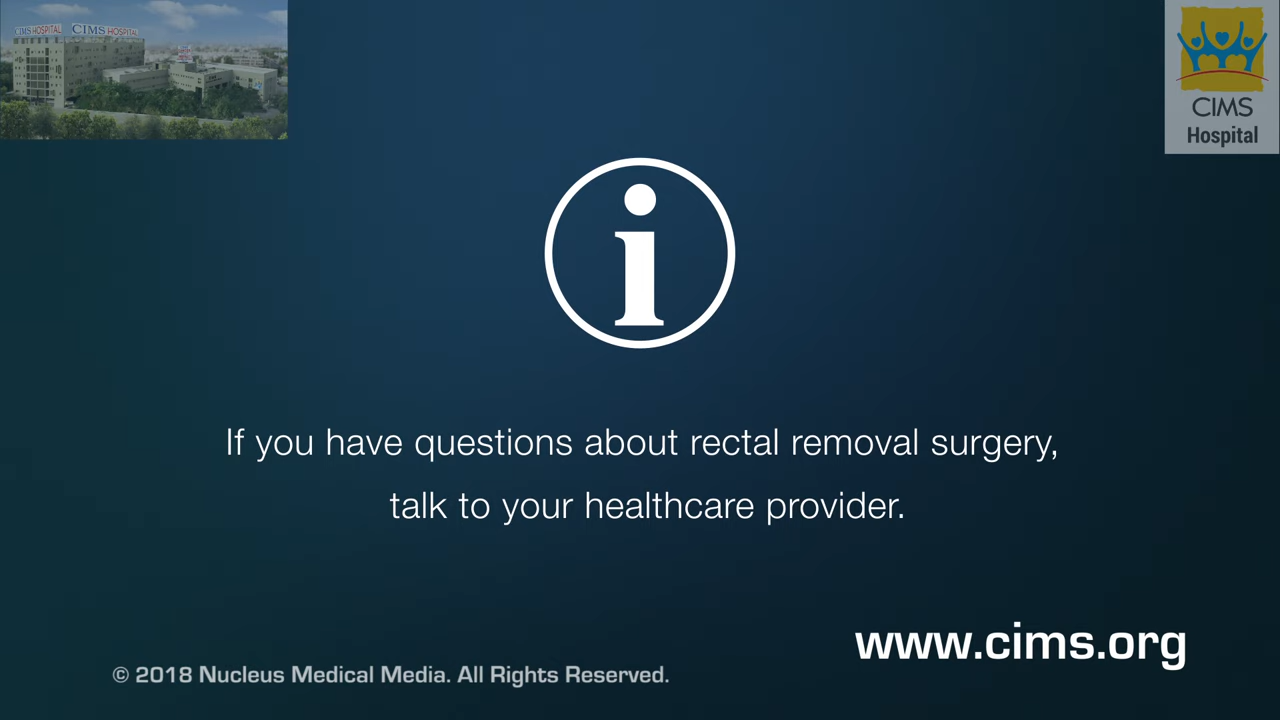 CIMS HOSPITAL CIMS HOSPITAL
CIMS
Hospital
i
If you have questions about rectal removal surgery,
talk to your healthcare provider.
www.cims.org
© 2018 Nucleus Medical Media. All Rights Reserved.